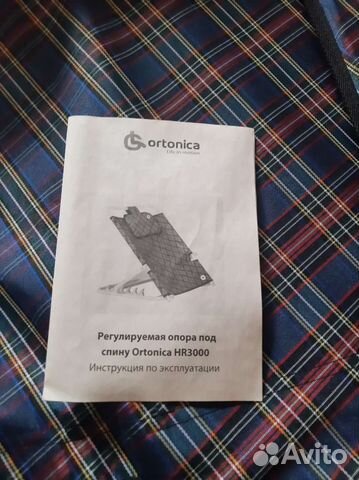 ortonica
life in motion
Регулируемая опора под
спину Ortonica HR3000
Инструкция по эксплуатации
Avito